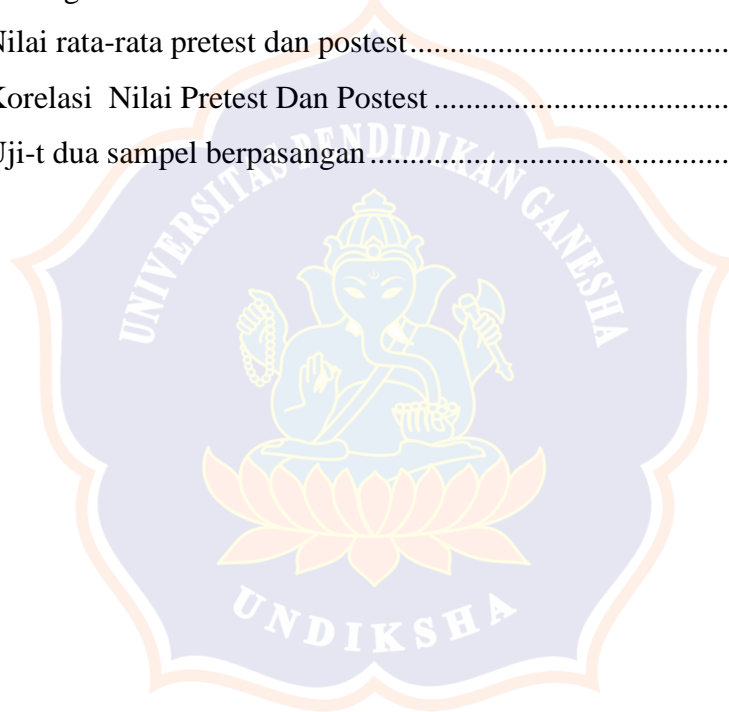 Nilai rata-rata pretest dan postest........................................
Korelasi  Nilai Pretest Dan Postest .....................................
Uji-t dua sampel berpasangan.............................................
UNIVERSITAS PENDIDIKAN GANESHA
UNDIKSHA